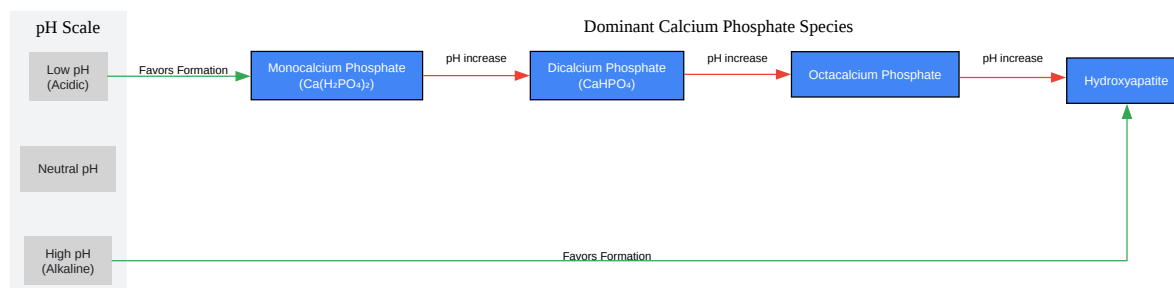 pH Scale
Dominant Calcium Phosphate Species
Low pH
(Acidic)
Favors Formation
Monocalcium Phosphate
(Ca(H₂PO₄)₂)
pH increase
Dicalcium Phosphate
(CaHPO₄)
pH increase
Octacalcium Phosphate
pH increase
Hydroxyapatite
Neutral pH
High pH
(Alkaline)
Favors Formation